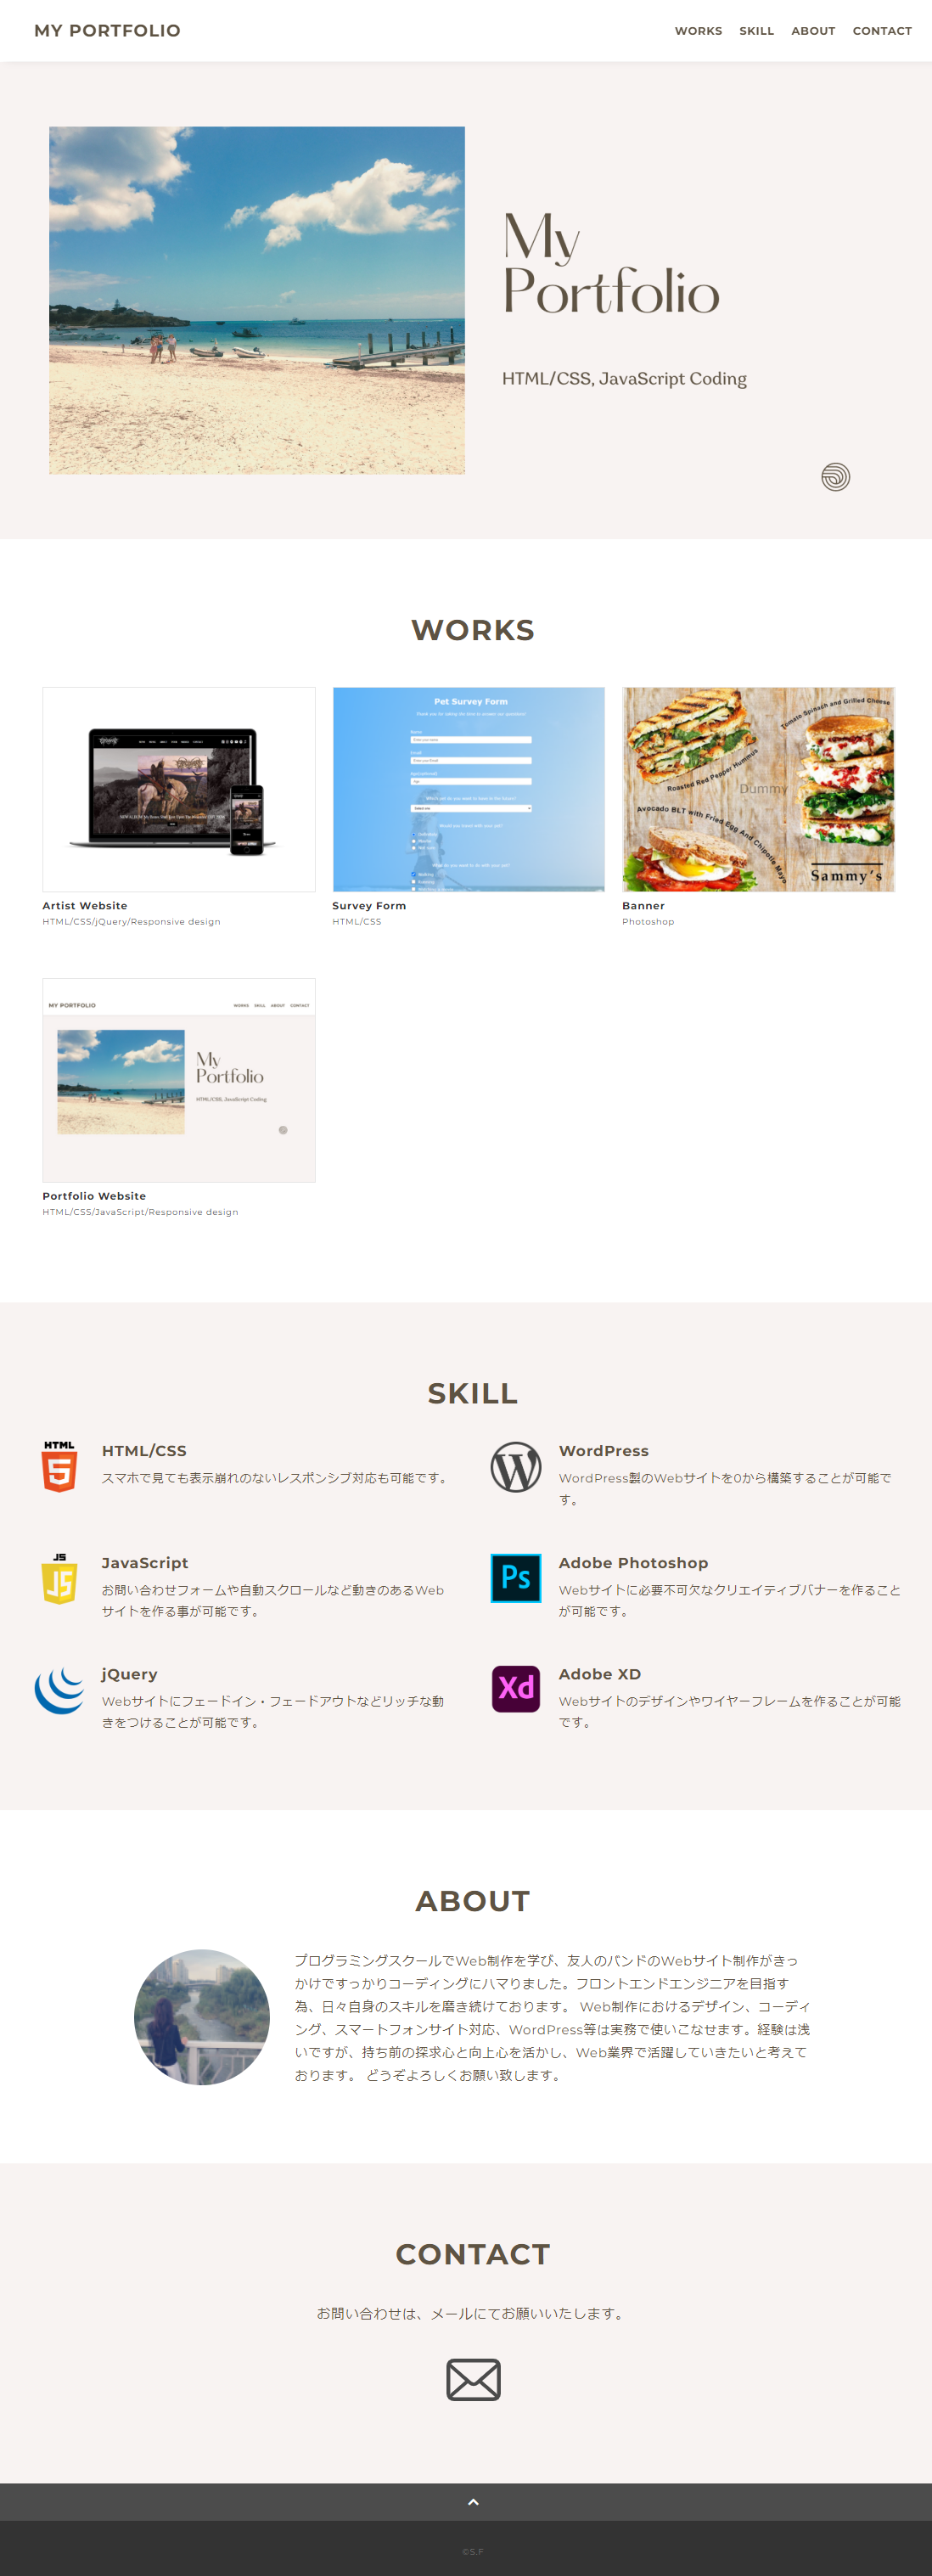 MY PORTFOLIO
WORKS SKILL ABOUT CONTACT
My
Portfolio
HTML/CSS, JavaScript Coding
WORKS
Pet Survey Form
Tomato Spinach and Grilled Cheese
Roasted Red Pepper Hummus
Dummy
Avocado BLT with Fried Egg And Chipotle Mayo
Sammy's
Artist Website
HTML/CSS/jQuery/Responsive design
Survey Form
HTML/CSS
Banner
Photoshop
MY PORTFOLIO
WORKS SKILL ABOUT CONTACT
My
Portfolio
HTML/CSS, JavaScript Coding
Portfolio Website
HTML/CSS/JavaScript/Responsive design
SKILL
HTML
HTML/CSS
スマホで見ても表示崩れのないレスポンシブ対応も可能です。
WordPress
WordPress製のWebサイトを0から構築することが可能で
す。
JS
JS
JavaScript
お問い合わせフォームや自動スクロールなど動きのあるWeb
サイトを作る事が可能です。
Ps
Adobe Photoshop
Webサイトに必要不可欠なクリエイティブバナーを作ること
が可能です。
jQuery
Webサイトにフェードイン・フェードアウトなどリッチな動
きをつけることが可能です。
Xd
Adobe XD
Webサイトのデザインやワイヤーフレームを作ることが可能
です。
ABOUT
プログラミングスクールでWeb制作を学び、友人のバンドのWebサイト制作がきっ
かけですっかりコーディングにハマりました。フロントエンドエンジニアを目指す
為、日々自身のスキルを磨き続けております。 Web制作におけるデザイン、コーディ
ング、スマートフォンサイト対応、WordPress等は実務で使いこなせます。経験は浅
いですが、持ち前の探求心と向上心を活かし、Web業界で活躍していきたいと考えて
おります。 どうぞよろしくお願い致します。
CONTACT
お問い合わせは、メールにてお願いいたします。
©S.F